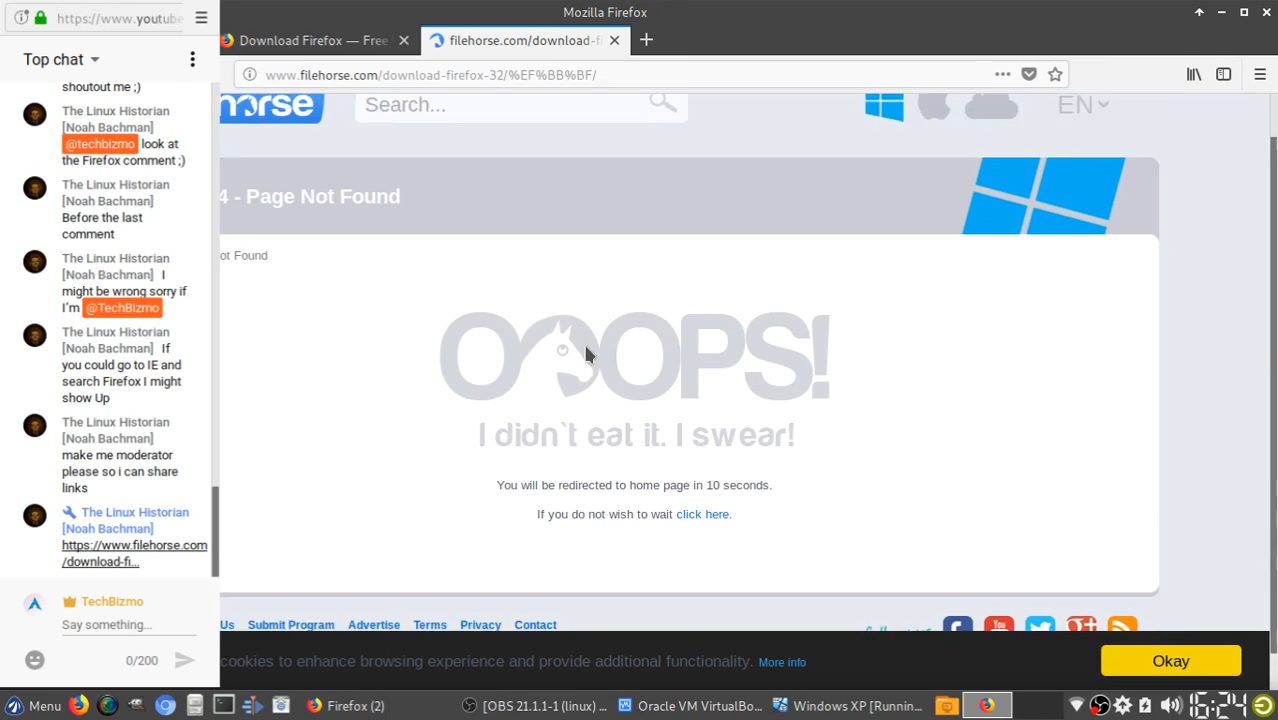 https://www.youtube
Top chat
shoutout me ;)
The Linux Historian
[Noah Bachman]
@techbizmo look at
the Firefox comment ;)
The Linux Historian
[Noah Bachman]
Before the last
comment
The Linux Historian
[Noah Bachman] I
might be wrong sorry if
I'm @TechBizmo
The Linux Historian
[Noah Bachman] If
you could go to IE and
search Firefox I might
show Up
The Linux Historian
[Noah Bachman]
make me moderator
please so i can share
links
The Linux Historian
[Noah Bachman]
https://www.filehorse.com
/download-fi...
TechBizmo
Say something...
0/200
Mozilla Firefox
Download Firefox — Free
filehorse.com/download-fi
www.filehorse.com/download-firefox-32/%EF%BB%BF/
horse
Search...
EN
4 - Page Not Found
ot Found
OOOPS!
I didn`t eat it. I swear!
You will be redirected to home page in 10 seconds.
If you do not wish to wait click here.
Us Submit Program Advertise Terms Privacy Contact
cookies to enhance browsing experience and provide additional functionality. More info
Okay
Menu
Firefox (2)
[OBS 21.1.1-1 (linux) ...
Oracle VM VirtualBo...
Windows XP [Runnin...
16:24